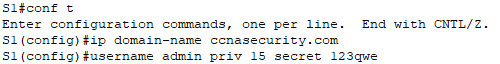 S1#conf t
Enter configuration commands, one per line.  End with CNTL/Z.
S1(config)#ip domain-name ccnasecurity.com
S1(config)#username admin priv 15 secret 123qwe